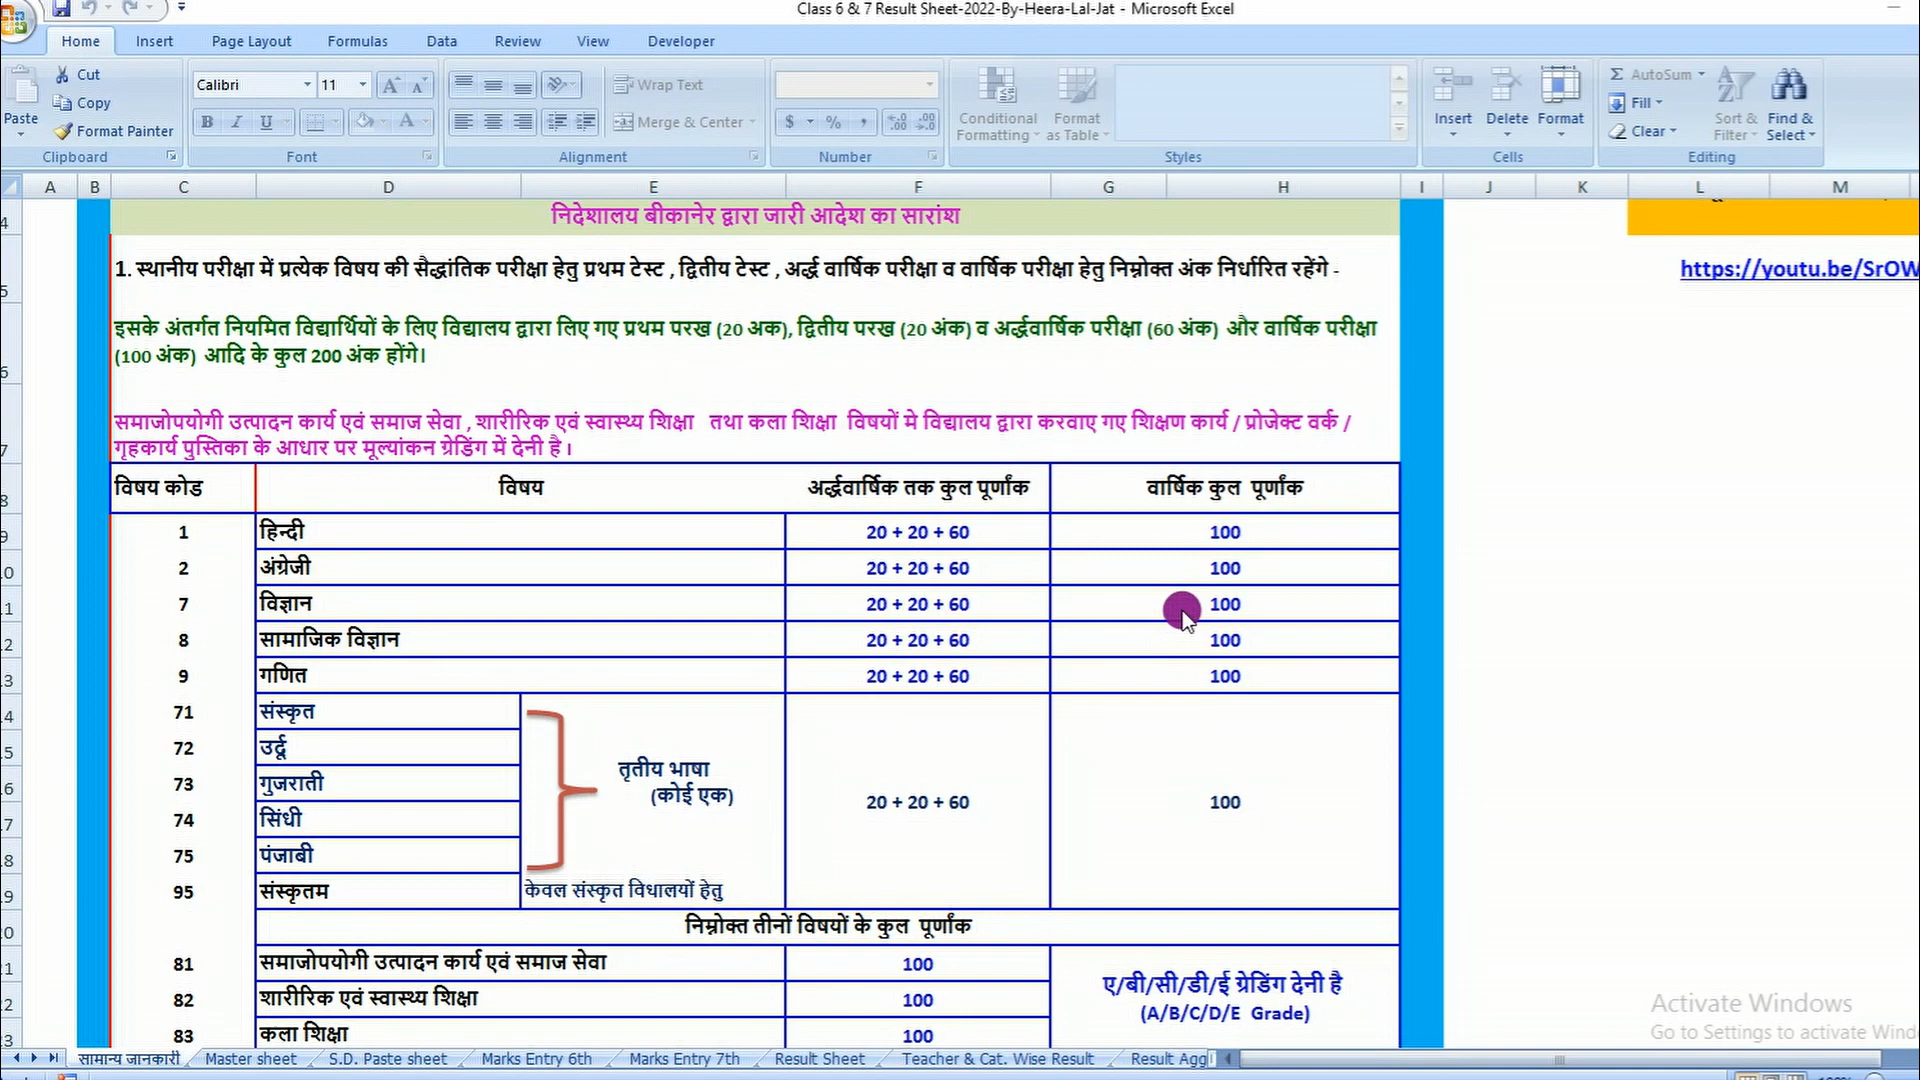 Class 6 & 7 Result Sheet-2022-By-Heera-Lal-Jat - Microsoft Excel
Home Insert Page Layout Formulas Data Review View Developer
Cut
Copy
Format Painter
Paste
Calibri 11
B I U
Wrap Text
Merge & Center
$ % ,
Conditional Formatting
Format as Table
Insert Delete Format
Σ AutoSum
Fill
Clear
Sort & Filter
Find & Select
Clipboard Font Alignment Number Styles Cells Editing
A B C D E F G H I J K L M
निदेशालय बीकानेर द्वारा जारी आदेश का सारांश
1. स्थानीय परीक्षा में प्रत्येक विषय की सैद्धांतिक परीक्षा हेतु प्रथम टेस्ट , द्वितीय टेस्ट , अर्द्ध वार्षिक परीक्षा व वार्षिक परीक्षा हेतु निम्नोक्त अंक निर्धारित रहेंगे -
https://youtu.be/SrOW
इसके अंतर्गत नियमित विद्यार्थियों के लिए विद्यालय द्वारा लिए गए प्रथम परख (20 अक), द्वितीय परख (20 अंक) व अर्द्धवार्षिक परीक्षा (60 अंक) और वार्षिक परीक्षा
(100 अंक) आदि के कुल 200 अंक होंगे।
समाजोपयोगी उत्पादन कार्य एवं समाज सेवा , शारीरिक एवं स्वास्थ्य शिक्षा तथा कला शिक्षा विषयों मे विद्यालय द्वारा करवाए गए शिक्षण कार्य / प्रोजेक्ट वर्क /
गृहकार्य पुस्तिका के आधार पर मूल्यांकन ग्रेडिंग में देनी है ।
विषय कोड विषय अर्द्धवार्षिक तक कुल पूर्णांक वार्षिक कुल पूर्णांक
1 हिन्दी 20 + 20 + 60 100
2 अंग्रेजी 20 + 20 + 60 100
7 विज्ञान 20 + 20 + 60 100
8 सामाजिक विज्ञान 20 + 20 + 60 100
9 गणित 20 + 20 + 60 100
71 संस्कृत
72 उर्दू
73 गुजराती
74 सिंधी
75 पंजाबी
तृतीय भाषा
(कोई एक)
20 + 20 + 60 100
95 संस्कृतम केवल संस्कृत विधालयों हेतु
निम्नोक्त तीनों विषयों के कुल पूर्णांक
81 समाजोपयोगी उत्पादन कार्य एवं समाज सेवा 100
82 शारीरिक एवं स्वास्थ्य शिक्षा 100
83 कला शिक्षा 100
ए/बी/सी/डी/ई ग्रेडिंग देनी है
(A/B/C/D/E Grade)
Activate Windows
Go to Settings to activate Wind
सामान्य जानकारी Master sheet S.D. Paste sheet Marks Entry 6th Marks Entry 7th Result Sheet Teacher & Cat. Wise Result Result Agg